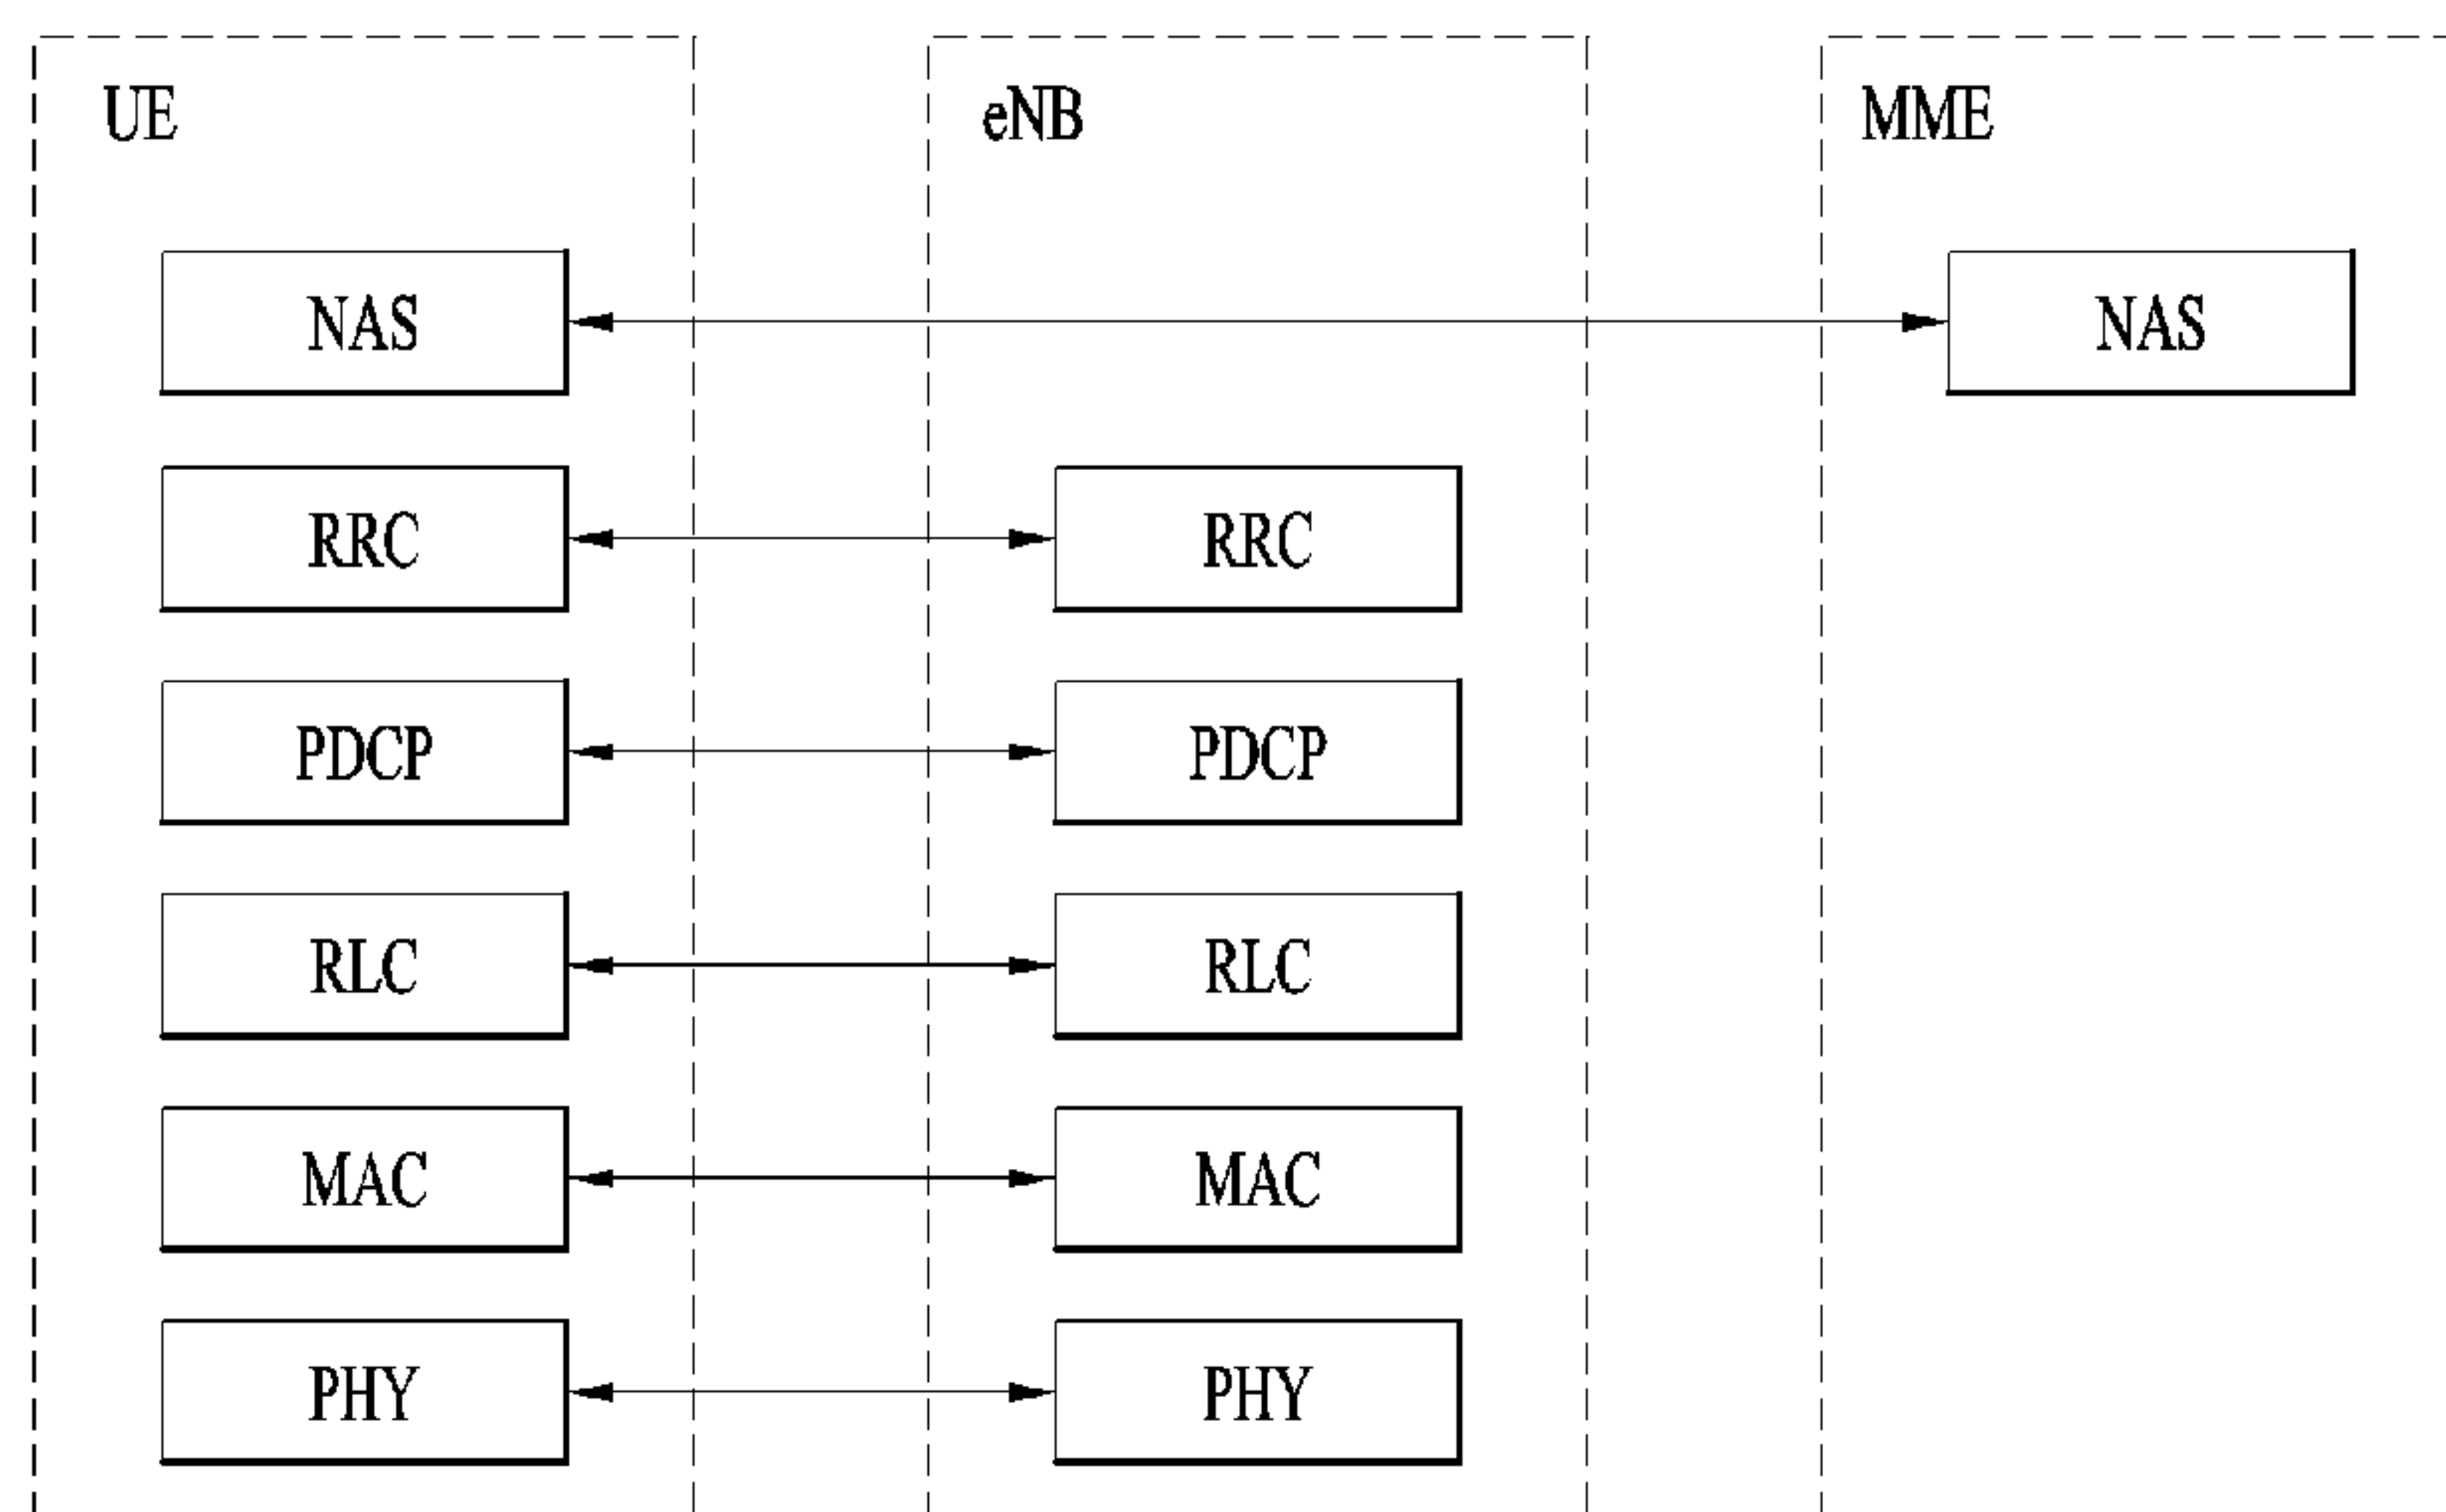 UE eNB MME
NAS NAS
RRC RRC
PDCP PDCP
RLC RLC
MAC MAC
PHY PHY